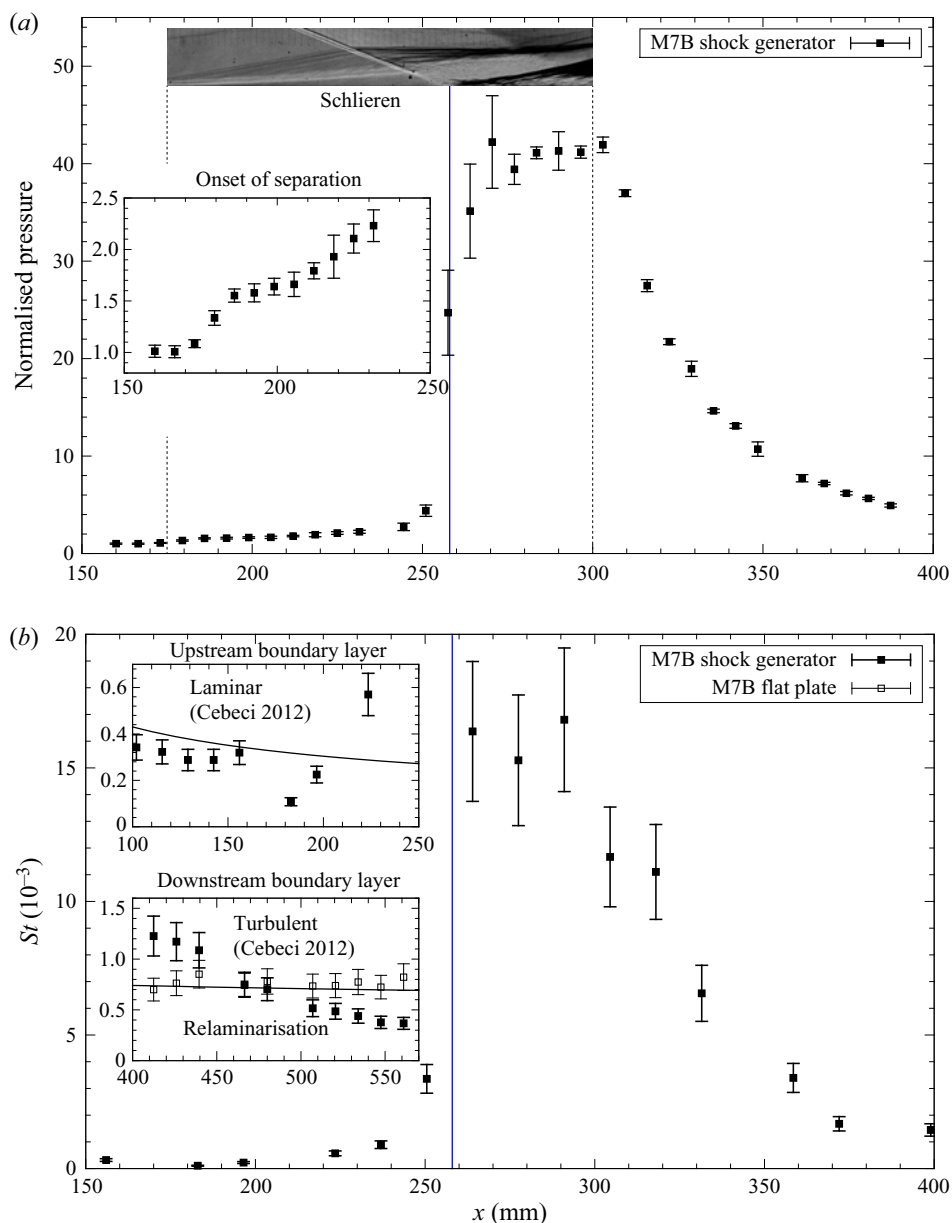 (a)
M7B shock generator
Schlieren
Onset of separation
2.5
2.0
1.5
1.0
150 200 250
50
40
30
20
10
0
Normalised pressure
150 200 250 300 350 400
(b)
M7B shock generator
M7B flat plate
Upstream boundary layer
Laminar
(Cebeci 2012)
0.6
0.4
0.2
0
100 150 200 250
Downstream boundary layer
Turbulent
(Cebeci 2012)
Relaminarisation
1.5
1.0
0.5
0
400 450 500 550
20
15
10
5
0
St (10⁻³)
150 200 250 300 350 400
x (mm)